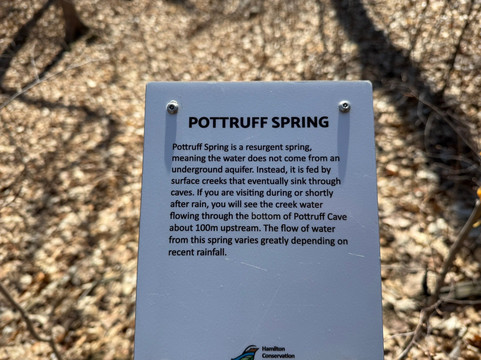 POTTRUFF SPRING
Pottruff Spring is a resurgent spring,
meaning the water does not come from an
underground aquifer. Instead, it is fed by
surface creeks that eventually sink through
caves. If you are visiting during or shortly
after rain, you will see the creek water
flowing through the bottom of Pottruff Cave
about 100m upstream. The flow of water
from this spring varies greatly depending on
recent rainfall.
Hamilton
Conservation